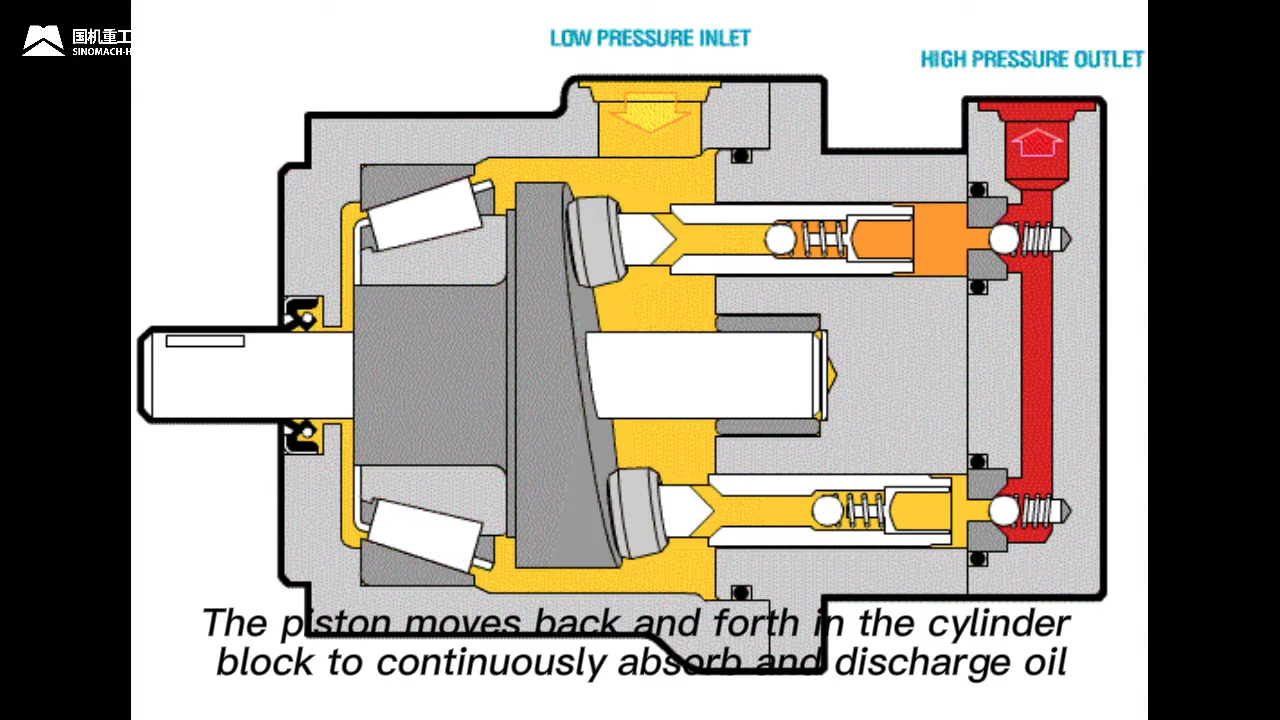 国机重工
SINOMACH-H
LOW PRESSURE INLET
HIGH PRESSURE OUTLET
The piston moves back and forth in the cylinder
block to continuously absorb and discharge oil